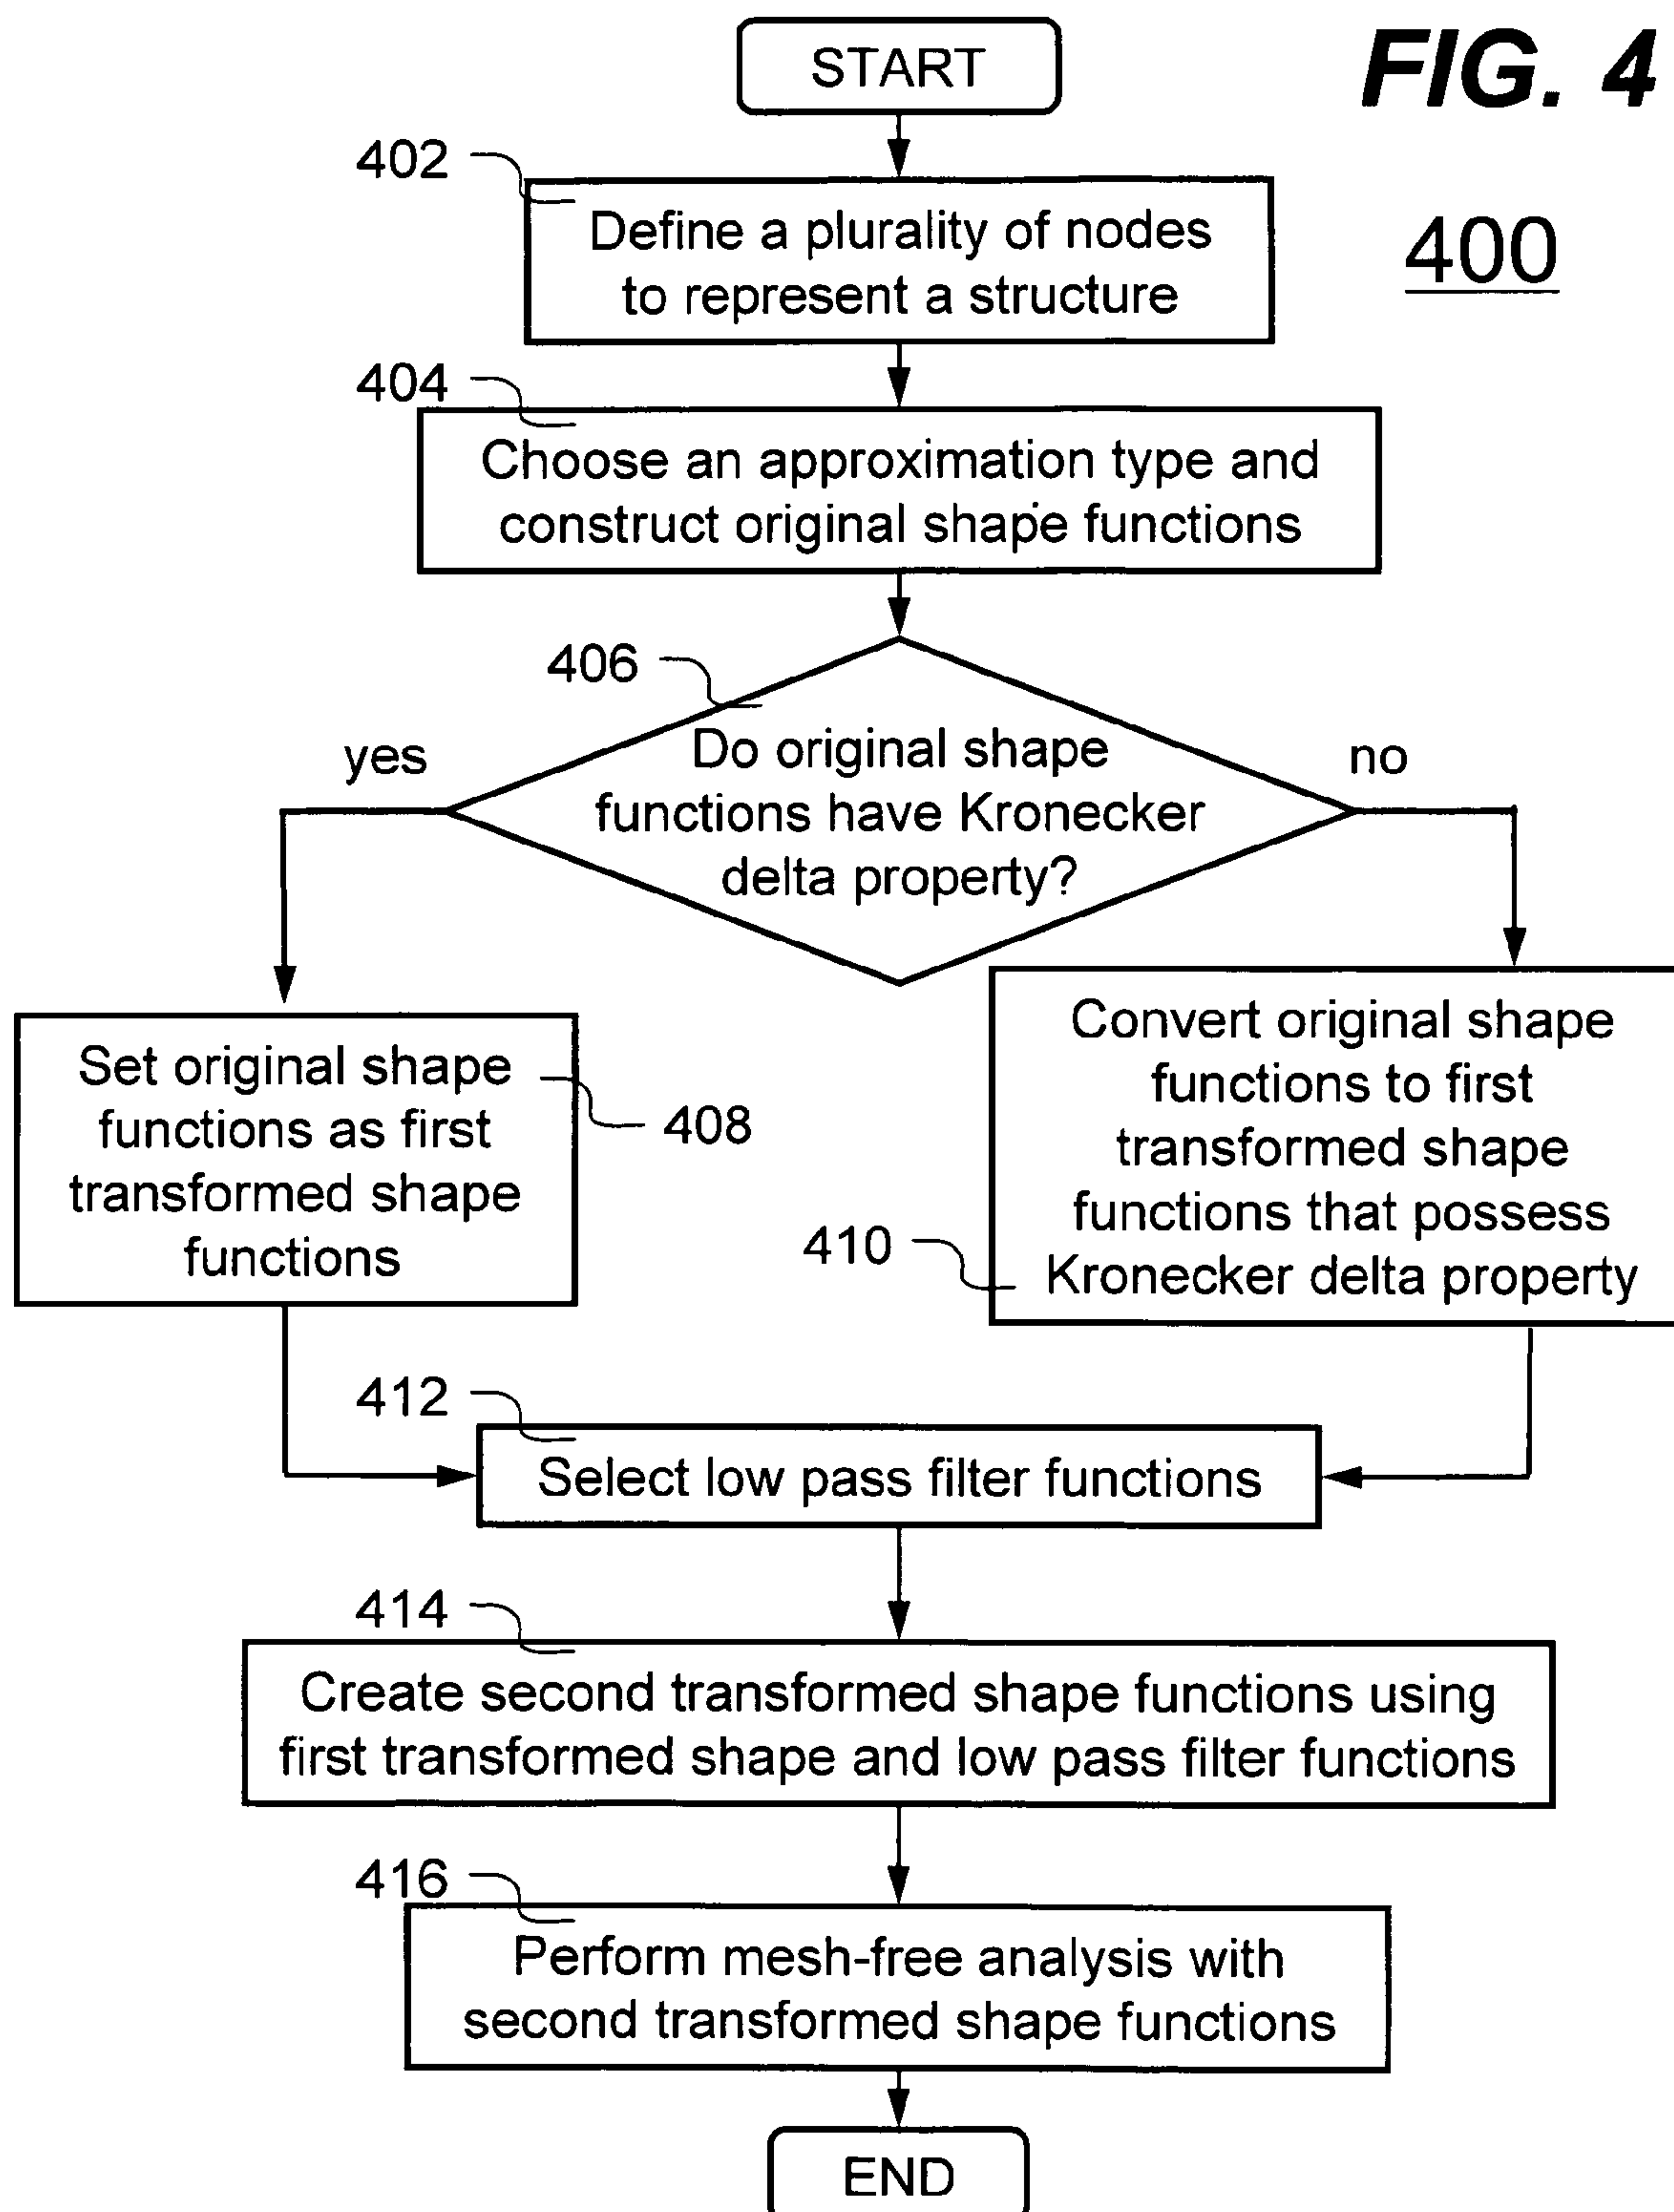 START
FIG. 4
400
402
Define a plurality of nodes
to represent a structure
404
Choose an approximation type and
construct original shape functions
406
Do original shape
functions have Kronecker
delta property?
yes
no
Set original shape
functions as first
transformed shape
functions
408
Convert original shape
functions to first
transformed shape
functions that possess
Kronecker delta property
410
412
Select low pass filter functions
414
Create second transformed shape functions using
first transformed shape and low pass filter functions
416
Perform mesh-free analysis with
second transformed shape functions
END